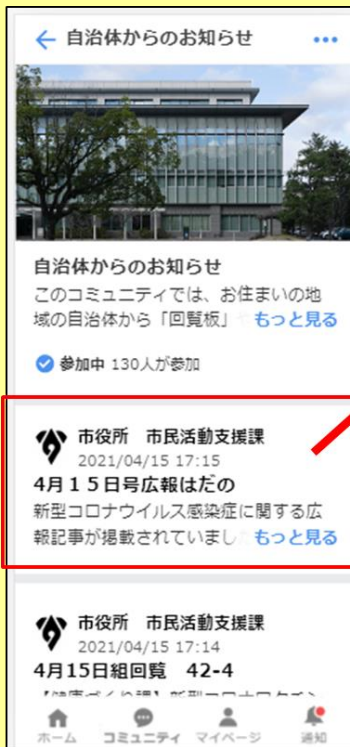 自治体からのお知らせ
自治体からのお知らせ
このコミュニティでは、お住まいの地
域の自治体から「回覧板」や もっと見る
参加中 130人が参加
市役所 市民活動支援課
2021/04/15 17:15
4月15日号広報はだの
新型コロナウイルス感染症に関する広
報記事が掲載されていまし もっと見る
市役所 市民活動支援課
2021/04/15 17:14
4月15日組回覧 42-4
ホーム コミュニティ マイページ 通知